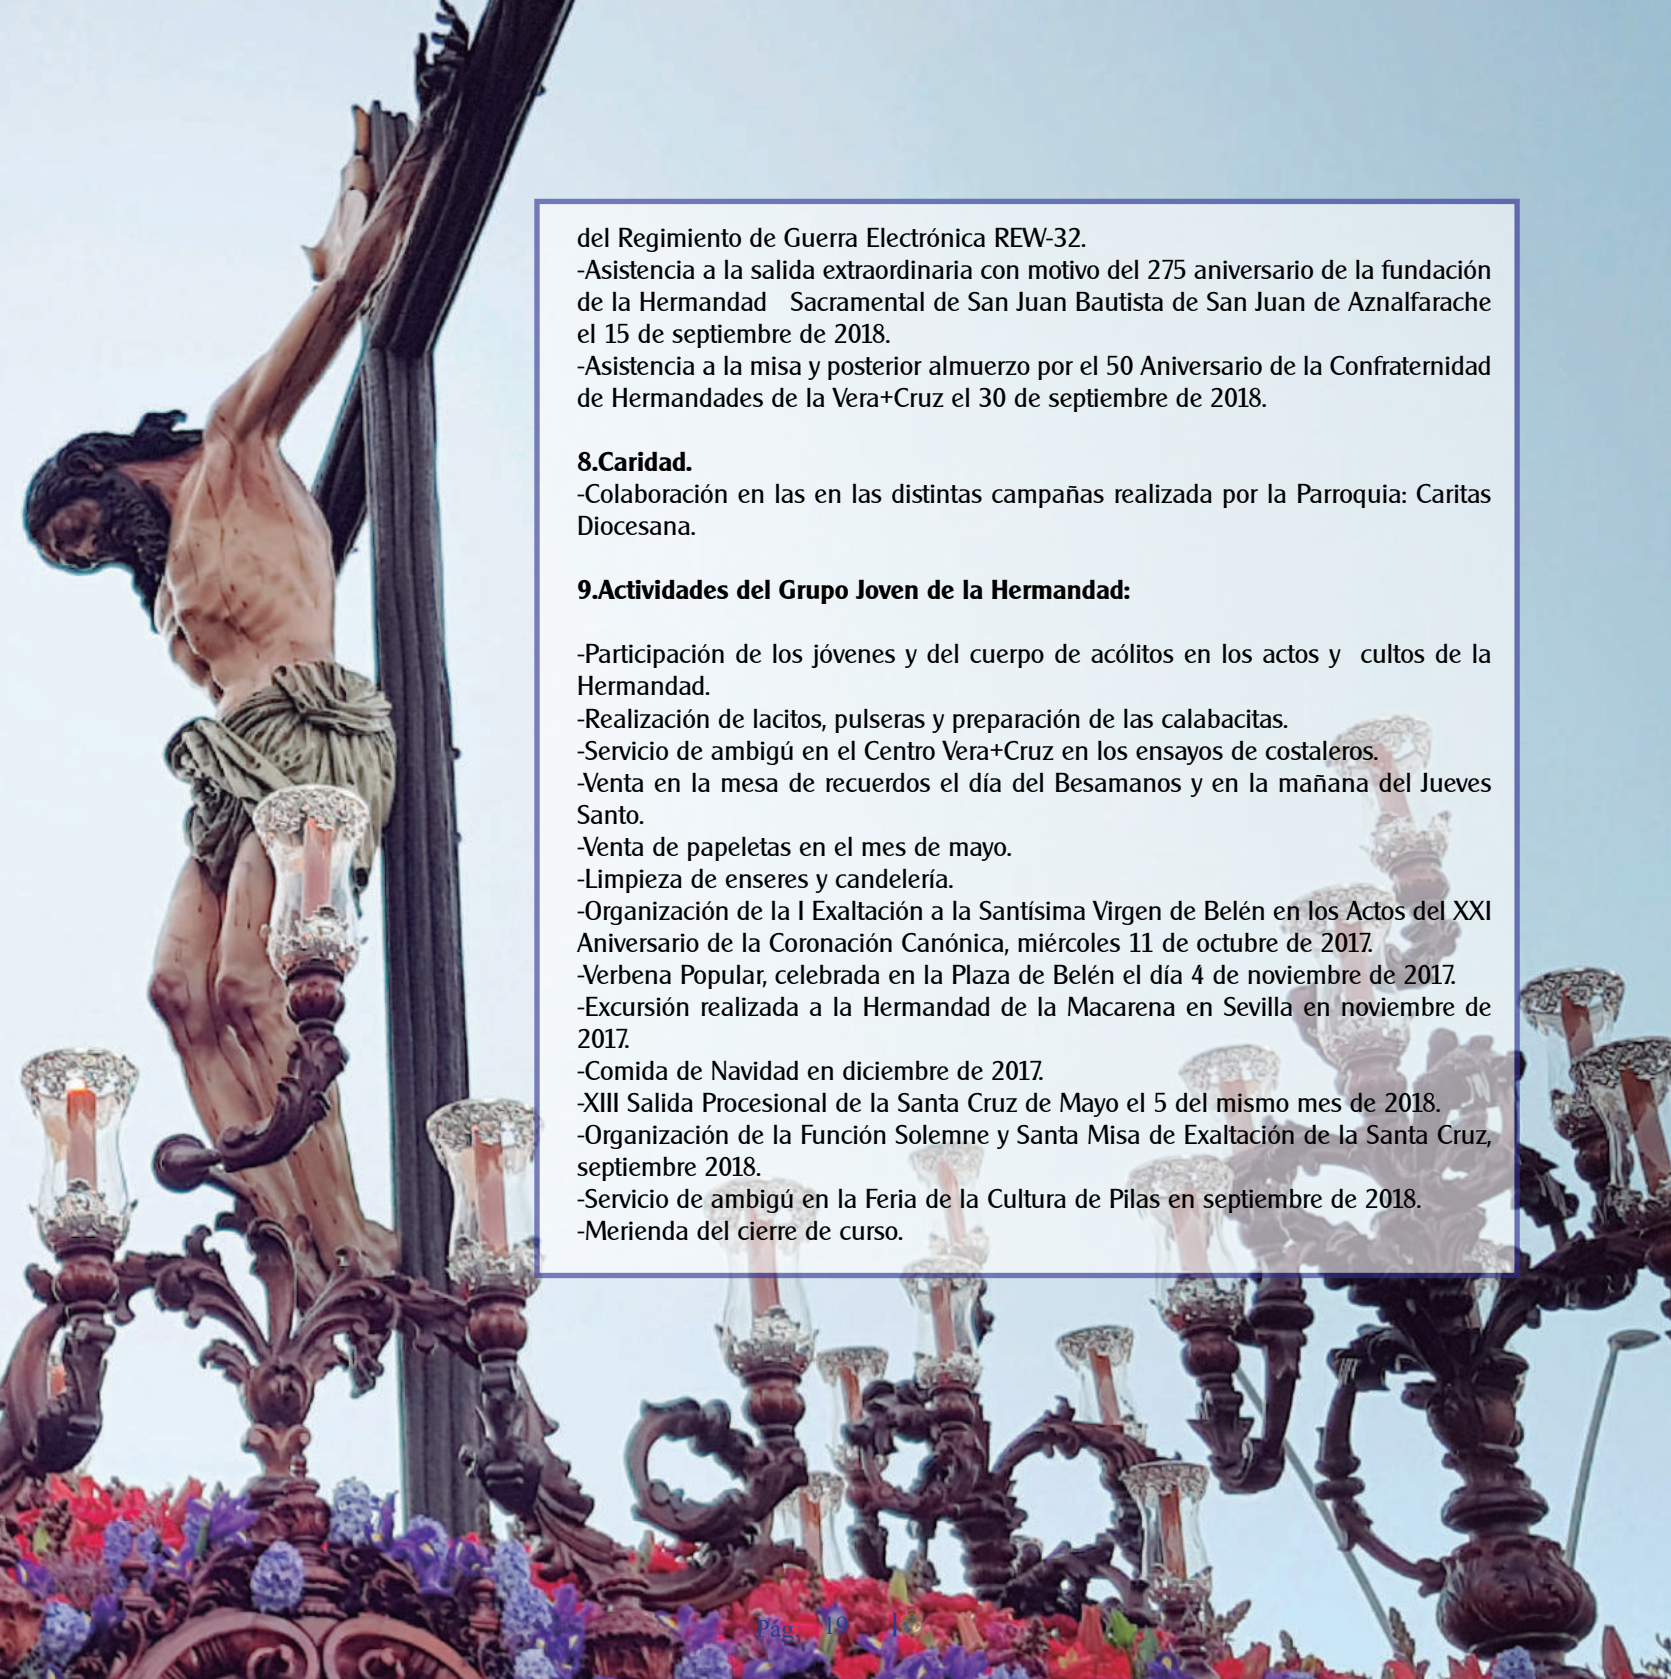 del Regimiento de Guerra Electrónica REW-32.
-Asistencia a la salida extraordinaria con motivo del 275 aniversario de la fundación
de la Hermandad   Sacramental de San Juan Bautista de San Juan de Aznalfarache
el 15 de septiembre de 2018.
-Asistencia a la misa y posterior almuerzo por el 50 Aniversario de la Confraternidad
de Hermandades de la Vera+Cruz el 30 de septiembre de 2018.
8.Caridad.
-Colaboración en las en las distintas campañas realizada por la Parroquia: Caritas
Diocesana.
9.Actividades del Grupo Joven de la Hermandad:
-Participación de los jóvenes y del cuerpo de acólitos en los actos y  cultos de la
Hermandad.
-Realización de lacitos, pulseras y preparación de las calabacitas.
-Servicio de ambigú en el Centro Vera+Cruz en los ensayos de costaleros.
-Venta en la mesa de recuerdos el día del Besamanos y en la mañana del Jueves
Santo.
-Venta de papeletas en el mes de mayo.
-Limpieza de enseres y candelería.
-Organización de la I Exaltación a la Santísima Virgen de Belén en los Actos del XXI
Aniversario de la Coronación Canónica, miércoles 11 de octubre de 2017.
-Verbena Popular, celebrada en la Plaza de Belén el día 4 de noviembre de 2017.
-Excursión realizada a la Hermandad de la Macarena en Sevilla en noviembre de
2017.
-Comida de Navidad en diciembre de 2017.
-XIII Salida Procesional de la Santa Cruz de Mayo el 5 del mismo mes de 2018.
-Organización de la Función Solemne y Santa Misa de Exaltación de la Santa Cruz,
septiembre 2018.
-Servicio de ambigú en la Feria de la Cultura de Pilas en septiembre de 2018.
-Merienda del cierre de curso.
Pág. 19